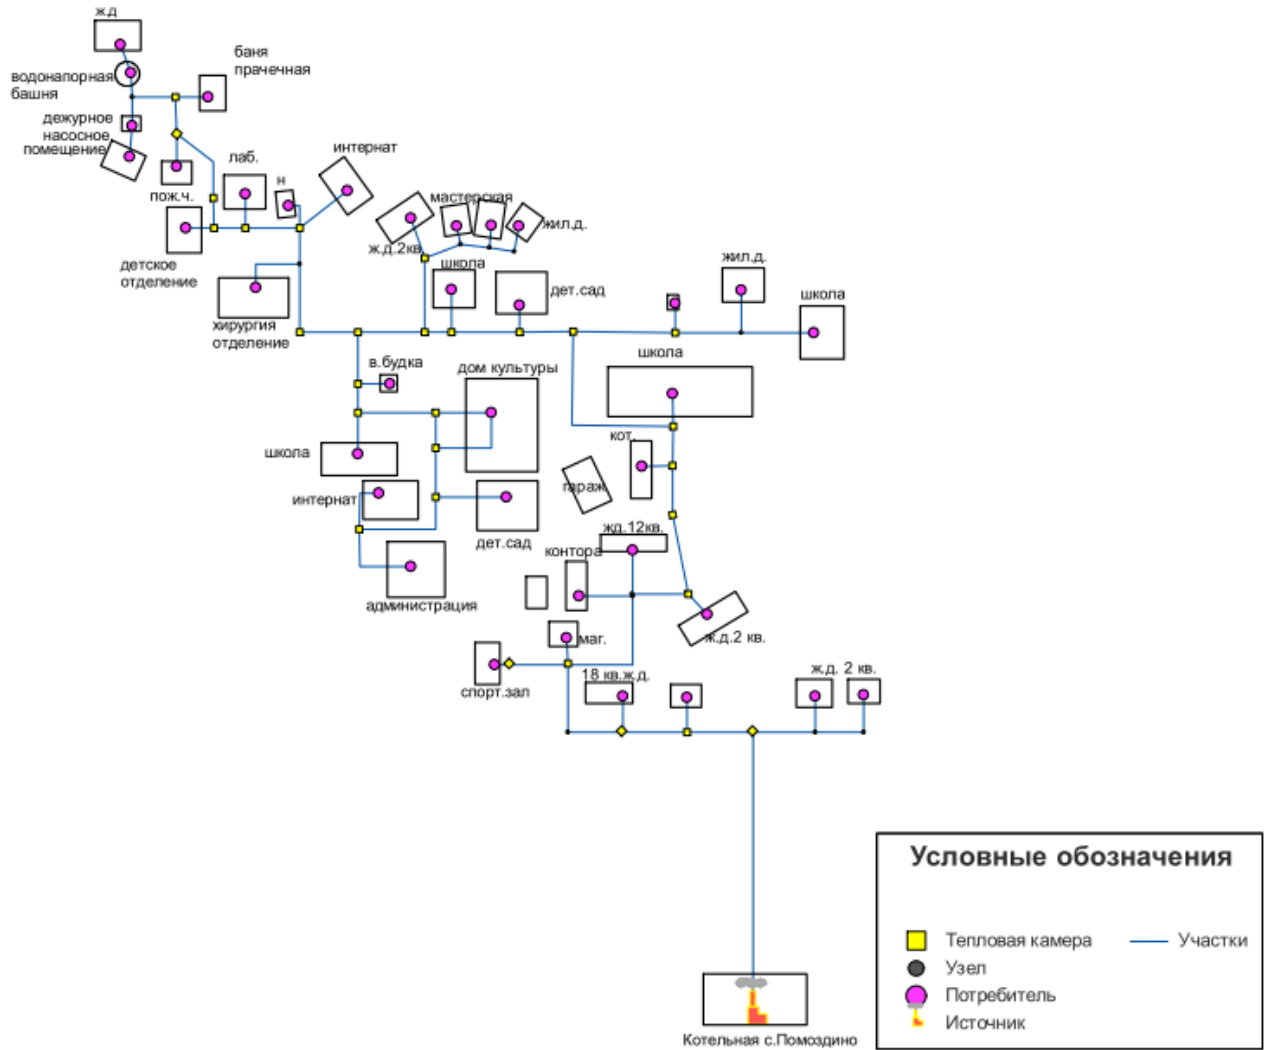 ж.д
баня
прачечная
водонапорная
башня
дежурное
насосное
помещение
пож.ч.
лаб.
н
интернат
детское
отделение
хирургия
отделение
мастерская
жил.д.
ж.д.2кв.
школа
дет.сад
жил.д.
школа
школа
в.будка
дом культуры
школа
интернат
кот.
гараж
дет.сад
жд.12кв.
контора
администрация
маг.
ж.д.2 кв.
спорт.зал
18 кв.ж.д.
ж.д. 2 кв.
Котельная с.Помоздино
Условные обозначения
Тепловая камера
Участки
Узел
Потребитель
Источник